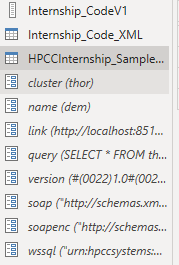 Internship_CodeV1
Internship_Code_XML
HPCCInternship_Sample...
cluster (thor)
name (dem)
link (http://localhost:851...
query (SELECT * FROM th...
version (#(0022)1.0#(002...
soap ("http://schemas.xm...
soapenc ("http://schemas...
wssql ("urn:hpccsystems:...